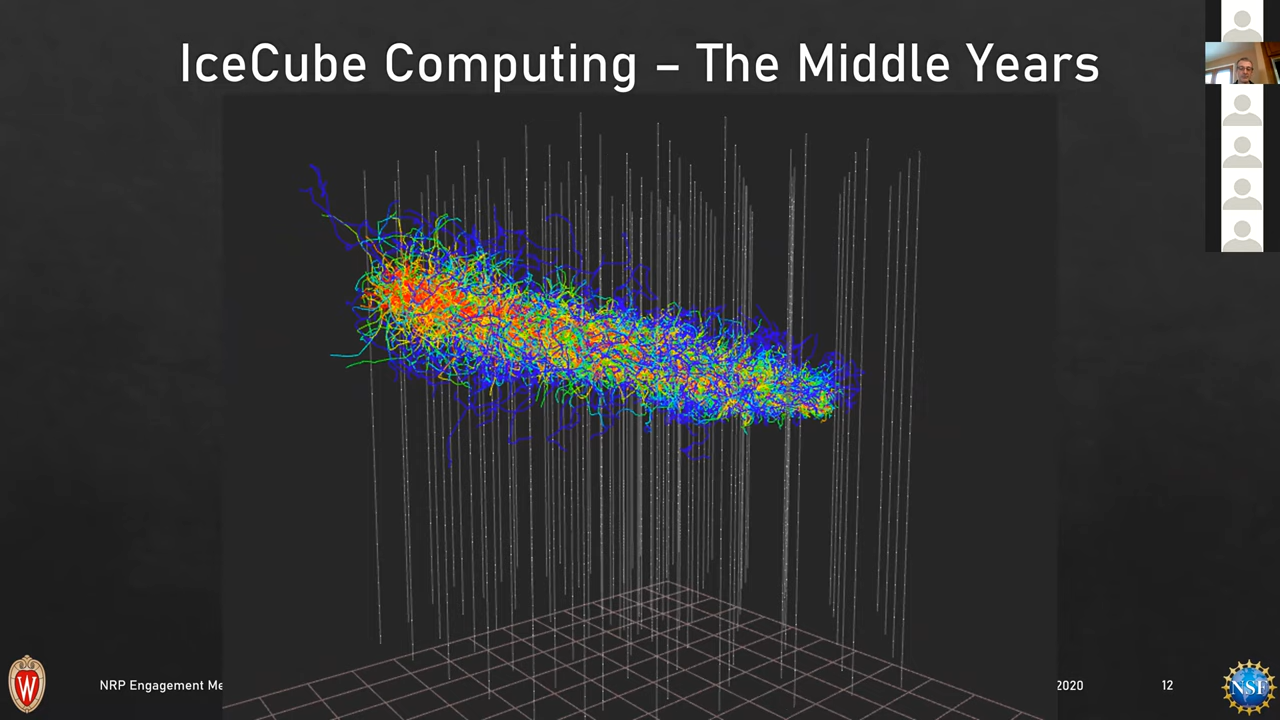 IceCube Computing – The Middle Years
NRP Engagement Me
2020
12
W
NSF